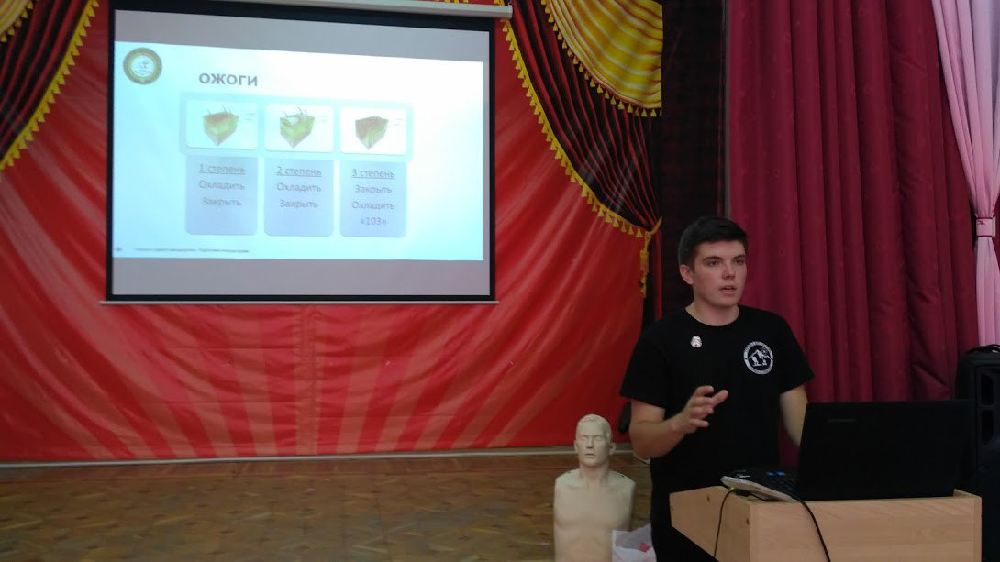 ожоги
1 степень
Охладить
Закрыть
2 степень
Охладить
Закрыть
3 степень
Закрыть
Охладить
«103»